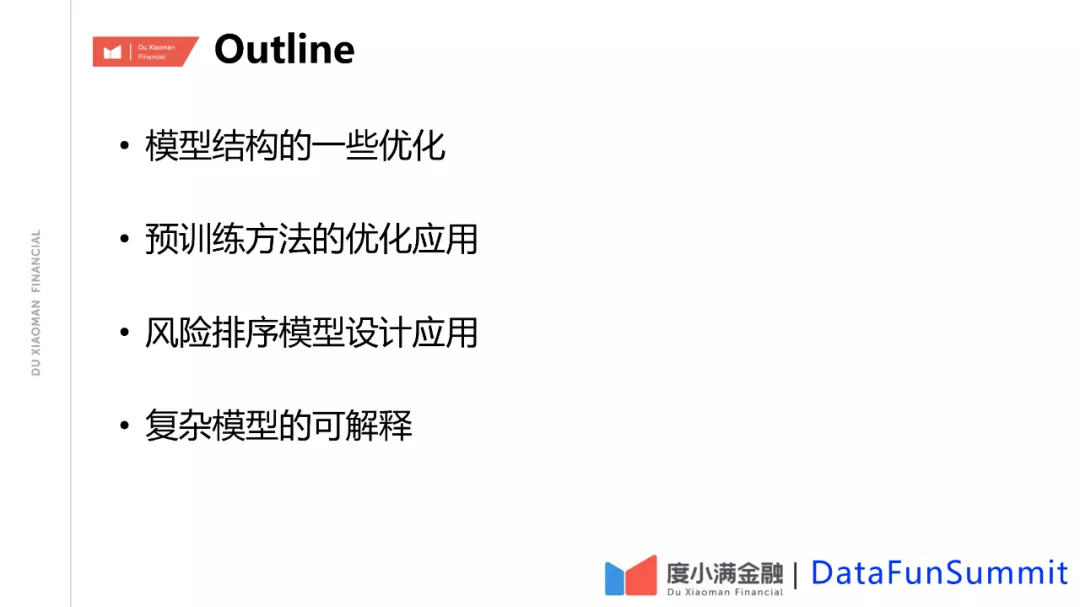 Du Xiaoman
Financial
Outline
• 模型结构的一些优化
• 预训练方法的优化应用
• 风险排序模型设计应用
• 复杂模型的可解释
DU XIAOMAN FINANCIAL
度小满金融 | DataFunSummit
Du Xiaoman Financial